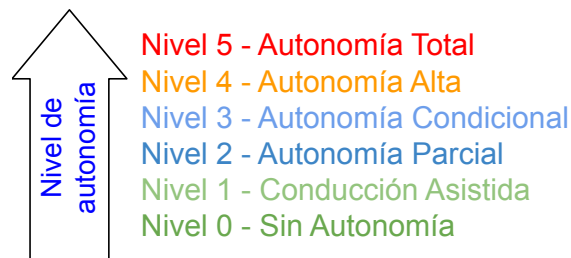 Nivel de
autonomía
Nivel 5 - Autonomía Total
Nivel 4 - Autonomía Alta
Nivel 3 - Autonomía Condicional
Nivel 2 - Autonomía Parcial
Nivel 1 - Conducción Asistida
Nivel 0 - Sin Autonomía